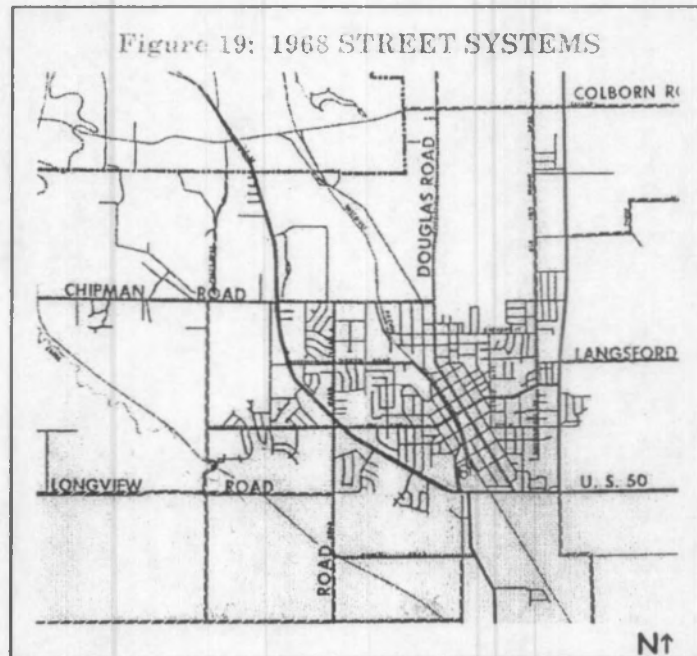 Figure 19: 1968 STREET SYSTEMS
COLBORN R
DOUGLAS ROAD
CHIPMAN ROAD
LANGSFORD
LONGVIEW ROAD
U. S. 50
ROAD
N↑